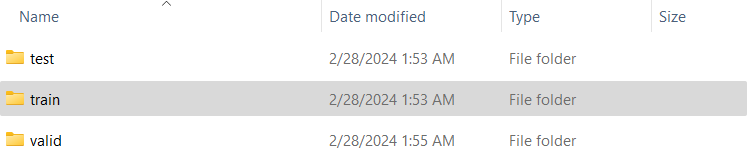 Name Date modified Type Size
test 2/28/2024 1:53 AM File folder
train 2/28/2024 1:53 AM File folder
valid 2/28/2024 1:55 AM File folder